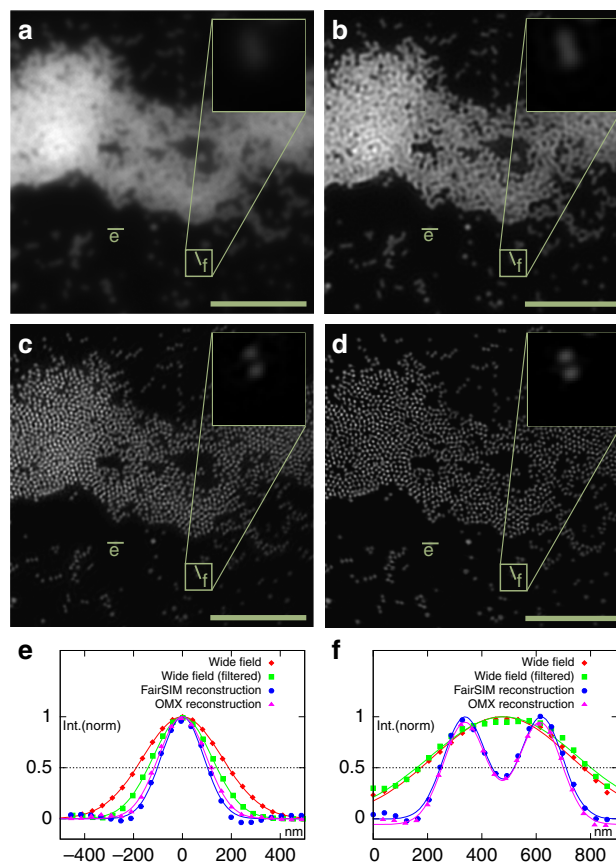 a
b
f
e
f
e
c
d
f
e
f
e
e
Wide field
Wide field (filtered)
FairSIM reconstruction
OMX reconstruction
1
Int.(norm)
0.5
0
nm
−400 −200 0 200 400
f
Wide field
Wide field (filtered)
FairSIM reconstruction
OMX reconstruction
1
Int.(norm)
0.5
0
nm
0 200 400 600 800